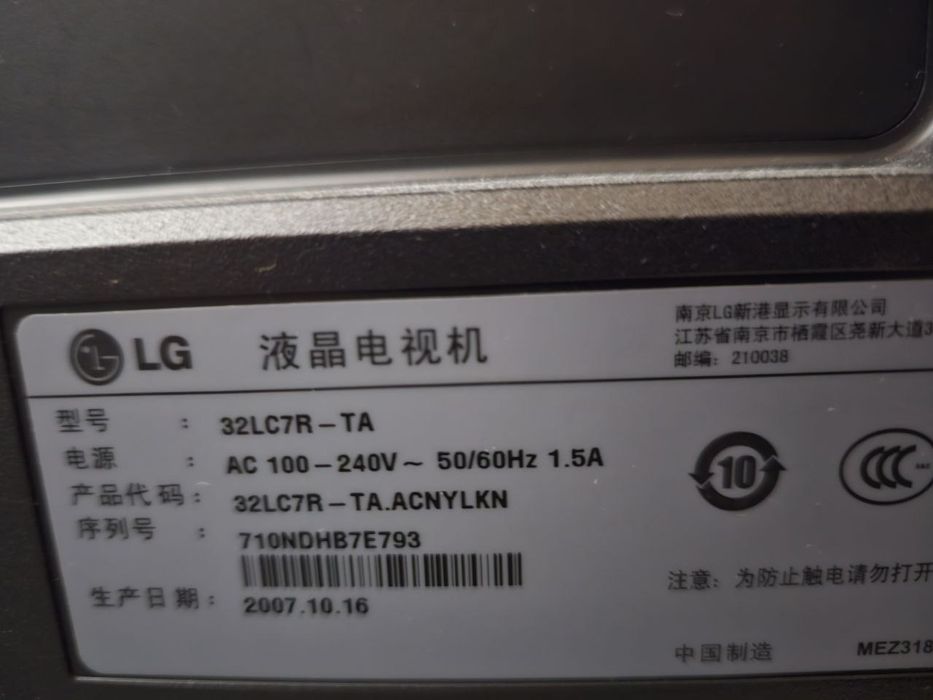 LG 液晶电视机
南京LG新港显示有限公司
江苏省南京市栖霞区尧新大道3
邮编: 210038
型号 : 32LC7R-TA
电源 : AC 100-240V~ 50/60Hz 1.5A
产品代码: 32LC7R-TA.ACNYLKN
序列号 : 710NDHB7E793
生产日期: 2007.10.16
10
CCC
注意: 为防止触电请勿打开
中国制造
MEZ318